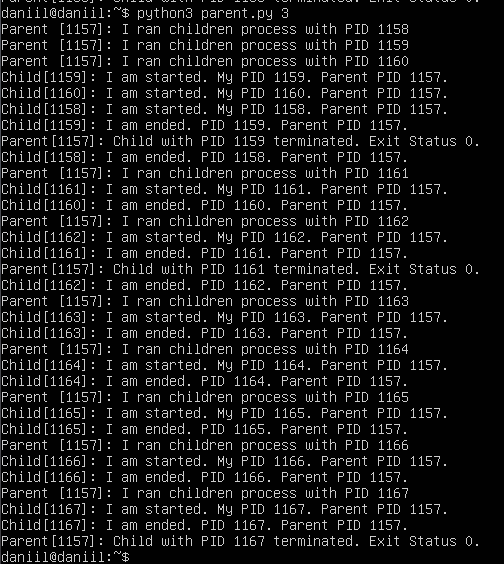 daniil@daniil:~$ python3 parent.py 3
Parent [1157]: I ran children process with PID 1158
Parent [1157]: I ran children process with PID 1159
Parent [1157]: I ran children process with PID 1160
Child[1159]: I am started. My PID 1159. Parent PID 1157.
Child[1160]: I am started. My PID 1160. Parent PID 1157.
Child[1158]: I am started. My PID 1158. Parent PID 1157.
Child[1159]: I am ended. PID 1159. Parent PID 1157.
Parent[1157]: Child with PID 1159 terminated. Exit Status 0.
Child[1158]: I am ended. PID 1158. Parent PID 1157.
Parent [1157]: I ran children process with PID 1161
Child[1161]: I am started. My PID 1161. Parent PID 1157.
Child[1160]: I am ended. PID 1160. Parent PID 1157.
Parent [1157]: I ran children process with PID 1162
Child[1162]: I am started. My PID 1162. Parent PID 1157.
Child[1161]: I am ended. PID 1161. Parent PID 1157.
Parent[1157]: Child with PID 1161 terminated. Exit Status 0.
Child[1162]: I am ended. PID 1162. Parent PID 1157.
Parent [1157]: I ran children process with PID 1163
Child[1163]: I am started. My PID 1163. Parent PID 1157.
Child[1163]: I am ended. PID 1163. Parent PID 1157.
Parent [1157]: I ran children process with PID 1164
Child[1164]: I am started. My PID 1164. Parent PID 1157.
Child[1164]: I am ended. PID 1164. Parent PID 1157.
Parent [1157]: I ran children process with PID 1165
Child[1165]: I am started. My PID 1165. Parent PID 1157.
Child[1165]: I am ended. PID 1165. Parent PID 1157.
Parent [1157]: I ran children process with PID 1166
Child[1166]: I am started. My PID 1166. Parent PID 1157.
Child[1166]: I am ended. PID 1166. Parent PID 1157.
Parent [1157]: I ran children process with PID 1167
Child[1167]: I am started. My PID 1167. Parent PID 1157.
Child[1167]: I am ended. PID 1167. Parent PID 1157.
Parent[1157]: Child with PID 1167 terminated. Exit Status 0.
daniil@daniil:~$